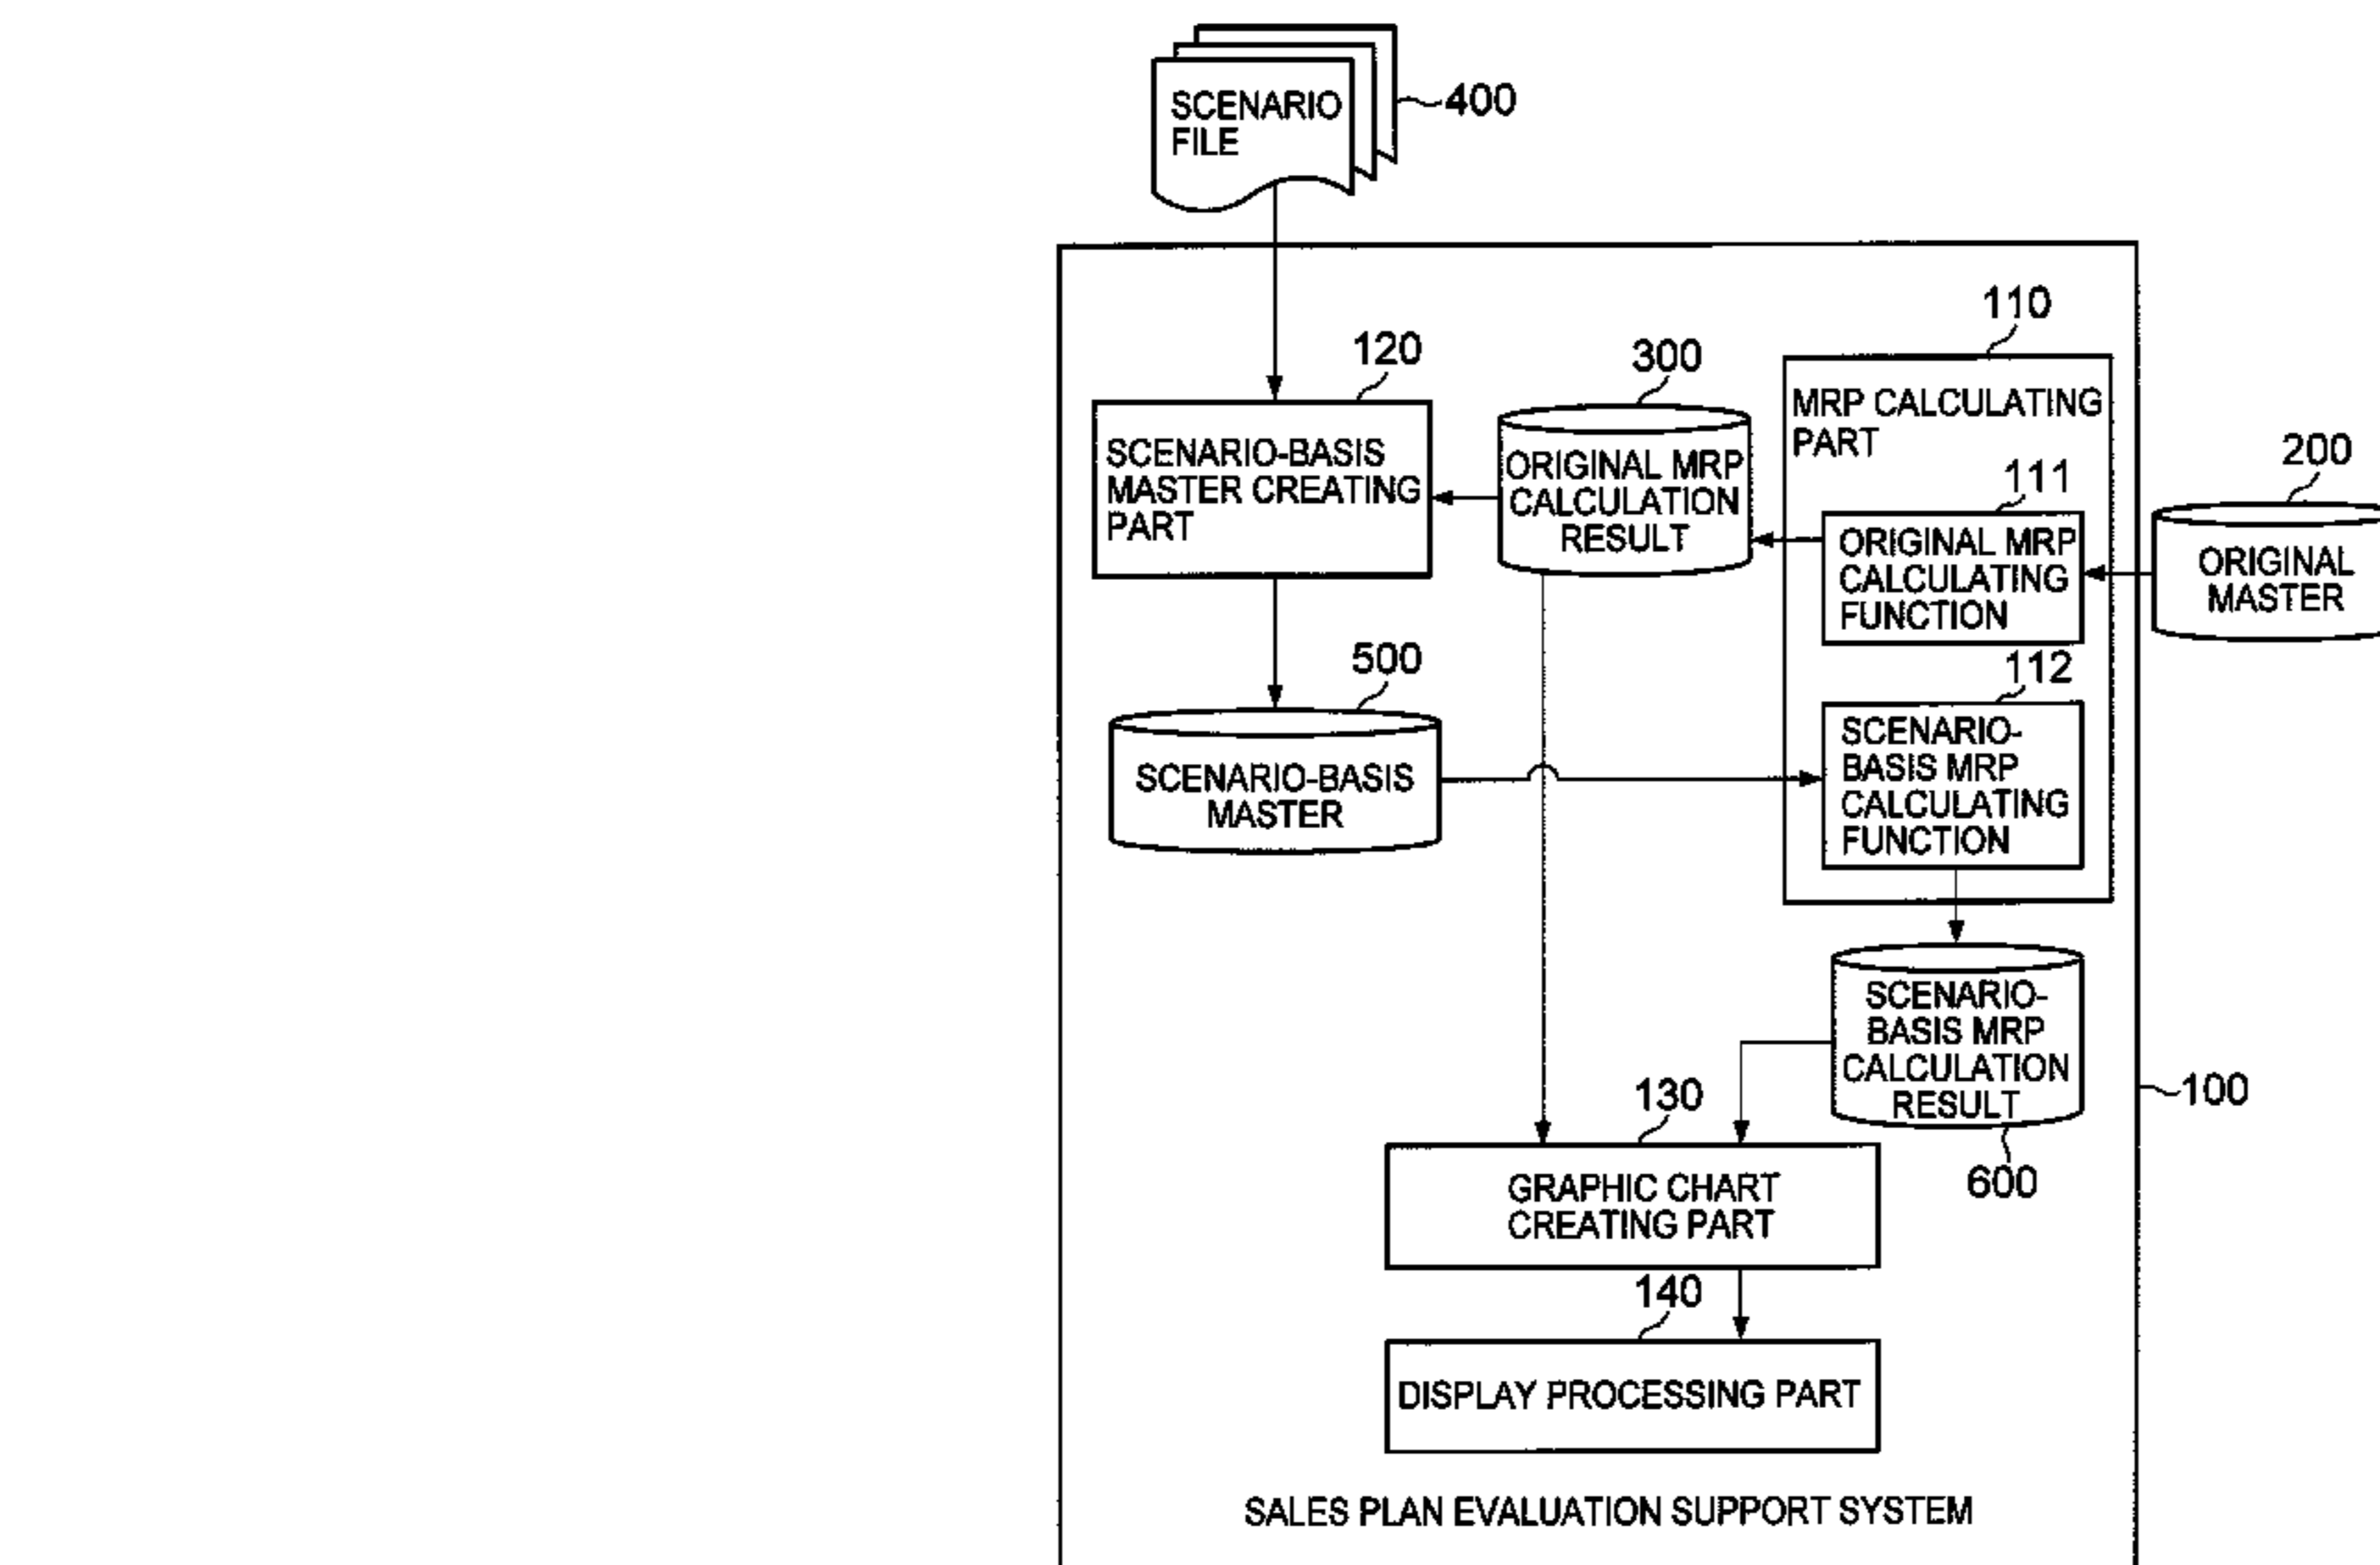 SCENARIO
FILE
400
110
120
300
MRP CALCULATING
PART
SCENARIO-BASIS
MASTER CREATING
PART
ORIGINAL MRP
CALCULATION
RESULT
111
200
ORIGINAL MRP
CALCULATING
FUNCTION
ORIGINAL
MASTER
500
112
SCENARIO-BASIS
MASTER
SCENARIO-
BASIS MRP
CALCULATING
FUNCTION
SCENARIO-
BASIS MRP
CALCULATION
RESULT
100
130
600
GRAPHIC CHART
CREATING PART
140
DISPLAY PROCESSING PART
SALES PLAN EVALUATION SUPPORT SYSTEM